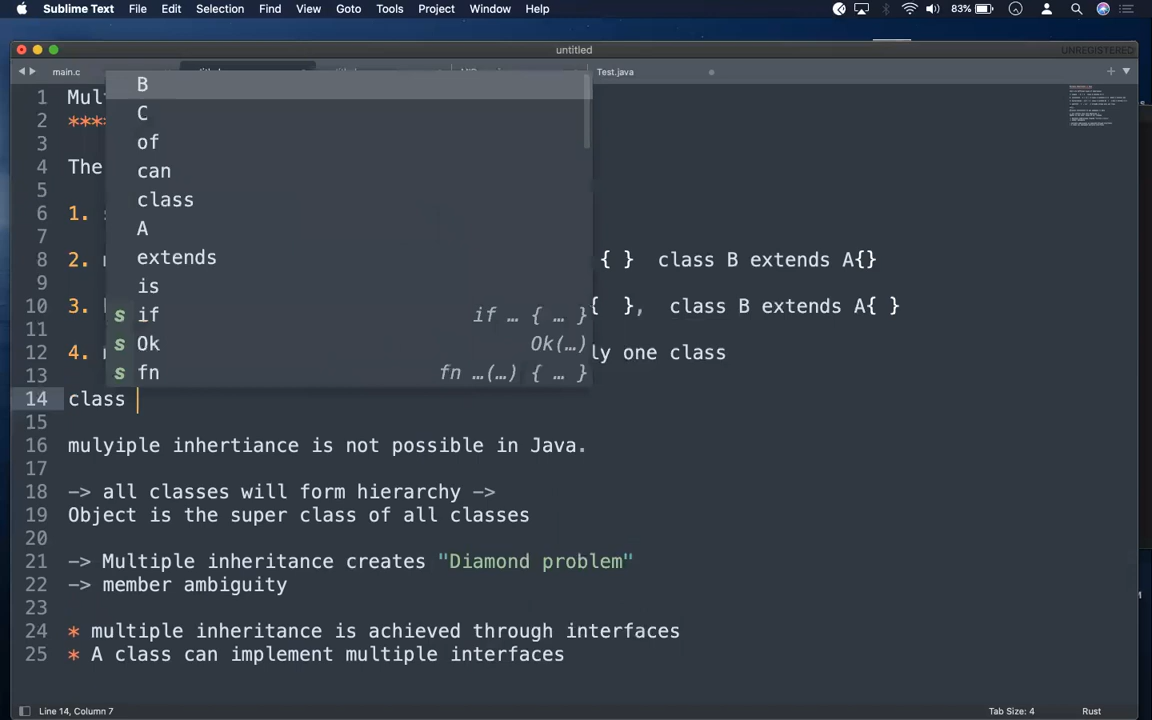 Sublime Text File Edit Selection Find Goto Tools Project Window Help 83%
View
untitled
UNREGISTERED
main.c
Test.java
1 Mul
2 ****
3
4 The
5
6 1.
7
8 2. { } class B extends A{}
9
10 3. { }, class B extends A{ }
11
12 4. ly one class
13
14 class
15
16 mulyiple inhertiance is not possible in Java.
17
18 -> all classes will form hierarchy ->
19 Object is the super class of all classes
20
21 -> Multiple inheritance creates "Diamond problem"
22 -> member ambiguity
23
24 * multiple inheritance is achieved through interfaces
25 * A class can implement multiple interfaces
B
C
of
can
class
A
extends
is
s if if … { … }
s Ok Ok(…)
s fn fn …(…) { … }
Line 14, Column 7
Tab Size: 4
Rust